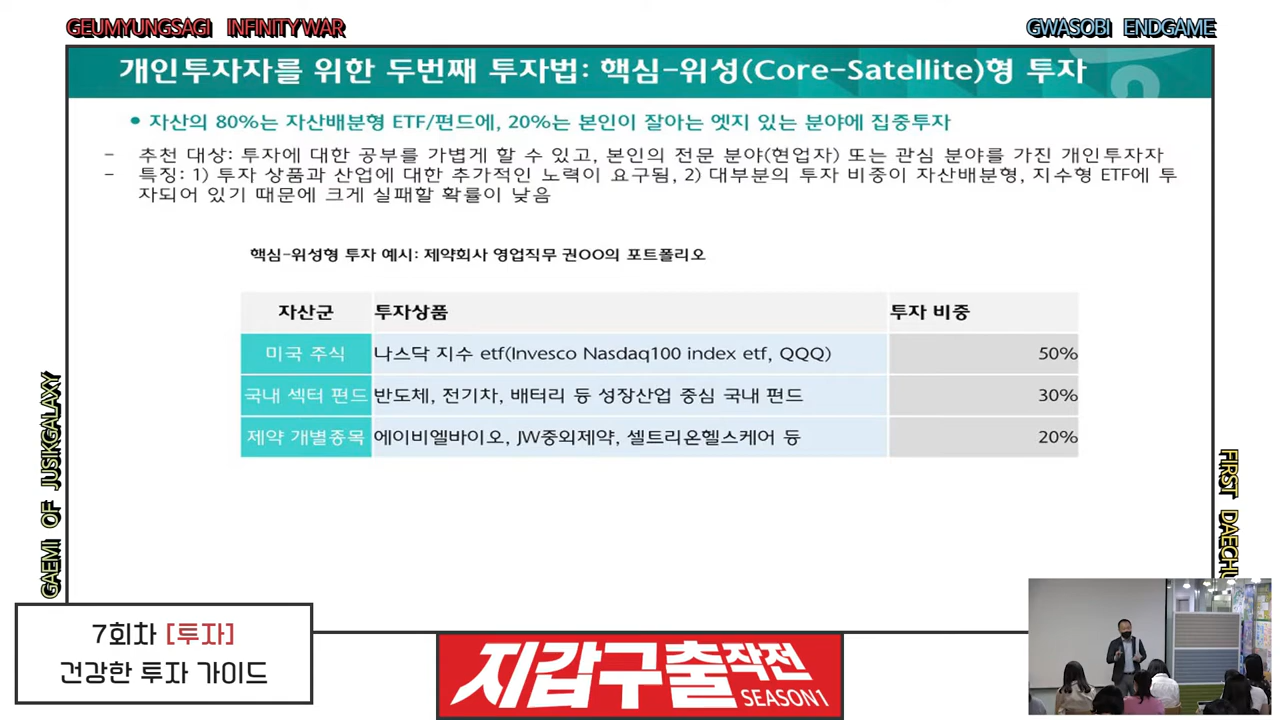 GEUMYUNGSAGI INFINITY WAR
GWASOBI ENDGAME
개인투자자를 위한 두번째 투자법: 핵심-위성(Core-Satellite)형 투자
• 자산의 80%는 자산배분형 ETF/펀드에, 20%는 본인이 잘아는 엣지 있는 분야에 집중투자
- 추천 대상: 투자에 대한 공부를 가볍게 할 수 있고, 본인의 전문 분야(현업자) 또는 관심 분야를 가진 개인투자자
- 특징: 1) 투자 상품과 산업에 대한 추가적인 노력이 요구됨, 2) 대부분의 투자 비중이 자산배분형, 지수형 ETF에 투
자되어 있기 때문에 크게 실패할 확률이 낮음
핵심-위성형 투자 예시: 제약회사 영업직무 권OO의 포트폴리오
자산군 투자상품 투자 비중
미국 주식 나스닥 지수 etf(Invesco Nasdaq100 index etf, QQQ) 50%
국내 섹터 펀드 반도체, 전기차, 배터리 등 성장산업 중심 국내 펀드 30%
제약 개별종목 에이비엘바이오, JW중외제약, 셀트리온헬스케어 등 20%
GAEMI OF JUSIKGALAXY
FIRST DAECHU
7회차 [투자]
건강한 투자 가이드
지갑구출작전
SEASON1